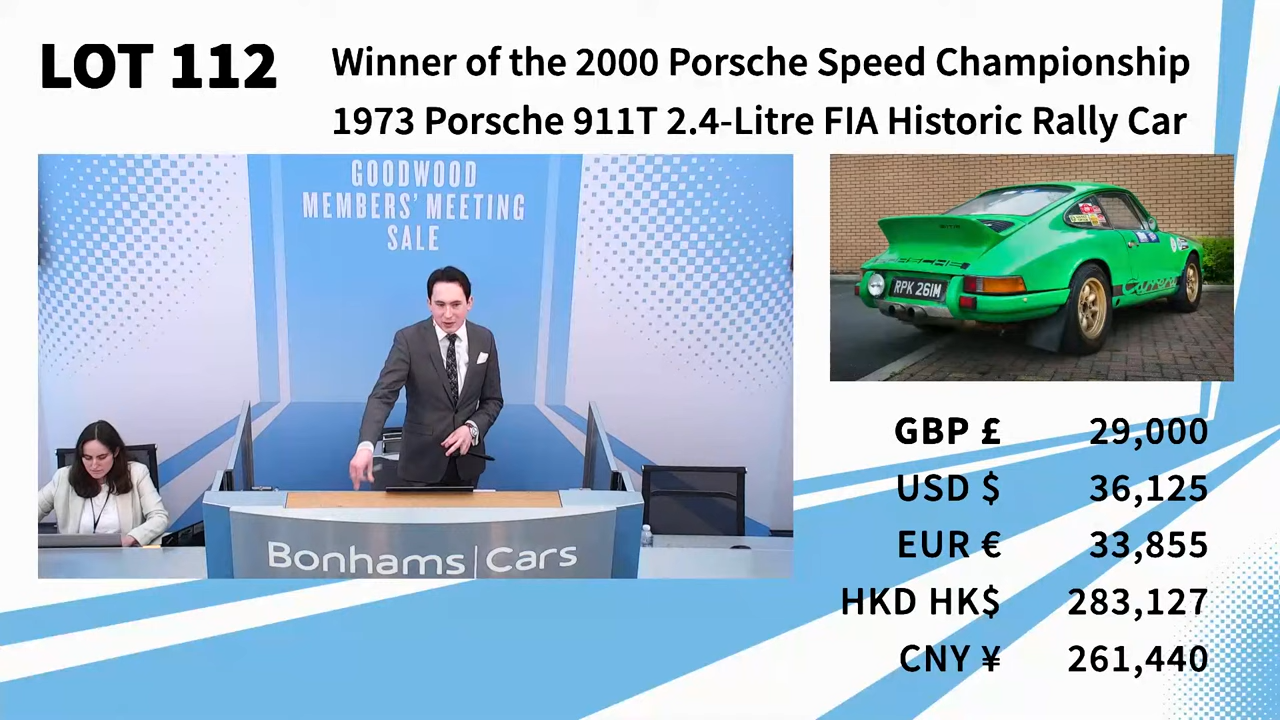 LOT 112
Winner of the 2000 Porsche Speed Championship
1973 Porsche 911T 2.4-Litre FIA Historic Rally Car
GOODWOOD
MEMBERS' MEETING
SALE
Bonhams|Cars
PORSCHE
RPK 261M
Carrera
GBP £ 29,000
USD $ 36,125
EUR € 33,855
HKD HK$ 283,127
CNY ¥ 261,440